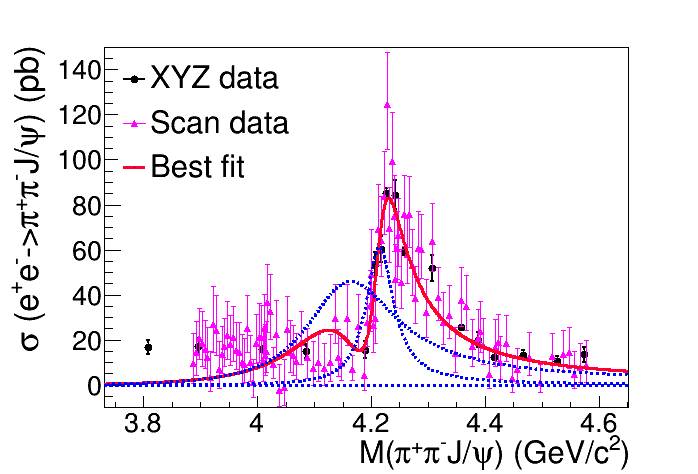 σ (e⁺e⁻->π⁺π⁻J/ψ) (pb)
140
120
100
80
60
40
20
0
XYZ data
Scan data
Best fit
3.8 4 4.2 4.4 4.6
M(π⁺π⁻J/ψ) (GeV/c²)